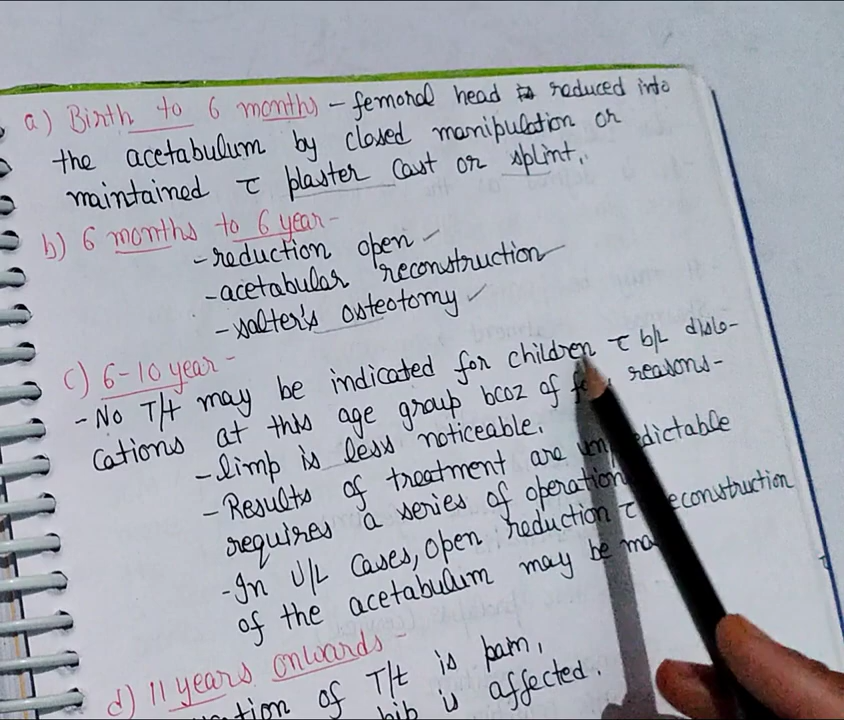 a) Birth to 6 months - femoral head reduced into
the acetabulum by closed manipulation or
maintained c̄ plaster cast or splint.
b) 6 months to 6 year-
- reduction open
- acetabular reconstruction
- salter's osteotomy
c) 6-10 year-
- No T/t may be indicated for children c̄ b/L dislo-
cations at this age group bcoz of reasons-
- limp is less noticeable.
- Results of treatment are
requires a series of operation
- In U/L cases, open reduction c̄
of the acetabulum may be
d) 11 years onwards -
of T/t is pain,
hip is affected.